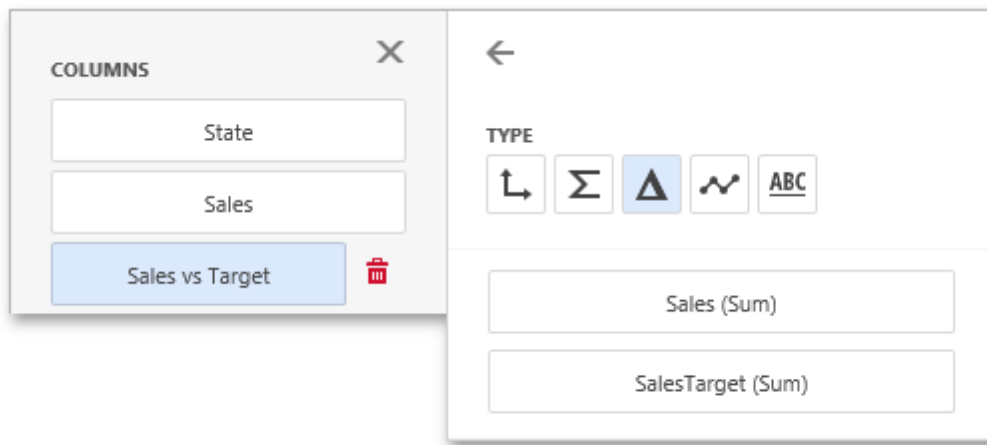 COLUMNS
State
Sales
Sales vs Target
TYPE
ABC
Sales (Sum)
SalesTarget (Sum)